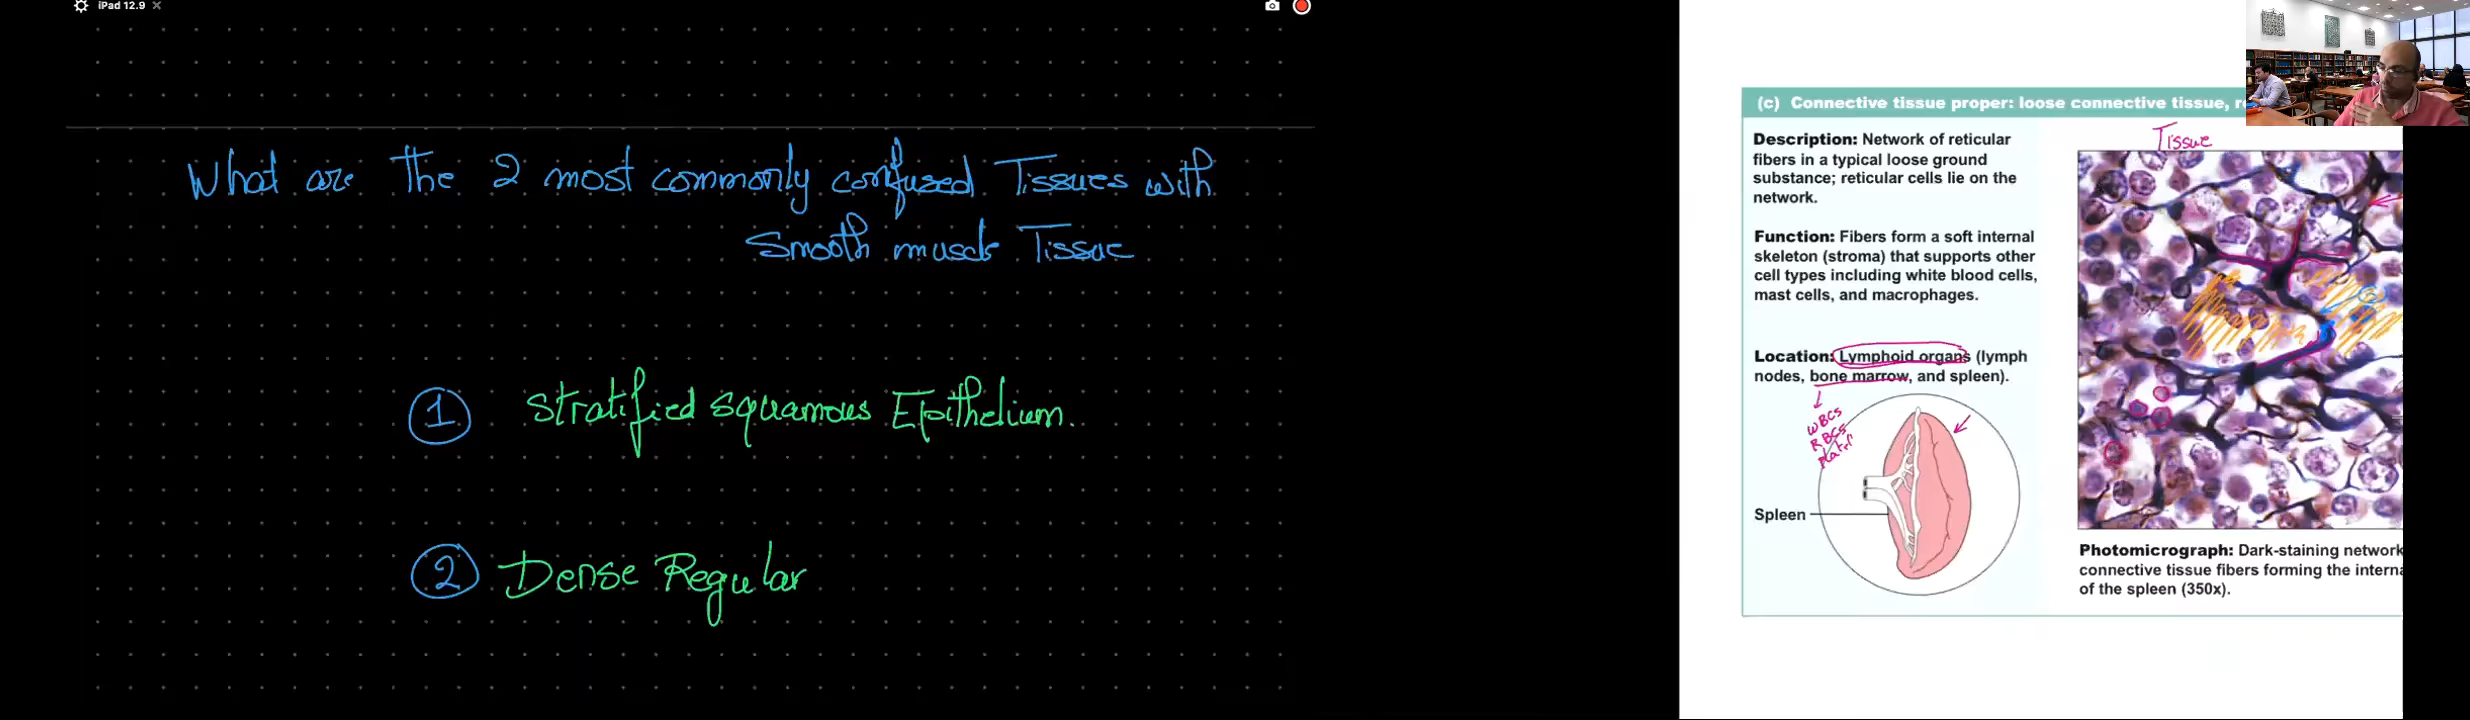 iPad 12.9
What are the 2 most commonly confused Tissues with
Smooth muscle Tissue
1 Stratified squamous Epithelium.
2 Dense Regular
(c) Connective tissue proper: loose connective tissue, r
Description: Network of reticular
fibers in a typical loose ground
substance; reticular cells lie on the
network.
Function: Fibers form a soft internal
skeleton (stroma) that supports other
cell types including white blood cells,
mast cells, and macrophages.
Location: Lymphoid organs (lymph
nodes, bone marrow, and spleen).
WBCS
RBCS
Spleen
Tissue
Photomicrograph: Dark-staining network
connective tissue fibers forming the interna
of the spleen (350x).